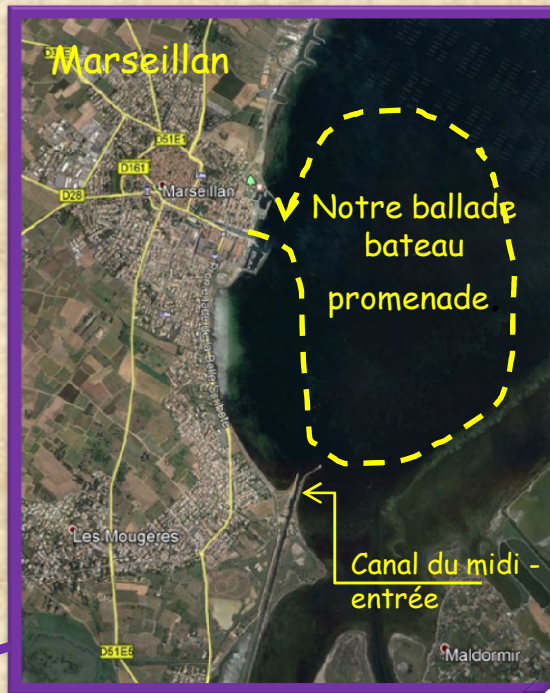 Marseillan
D51E1
D161
D28
Marseillan
Notre ballade
bateau
promenade.
Les Mougeres
Canal du midi -
entrée
D51E5
Maldormir